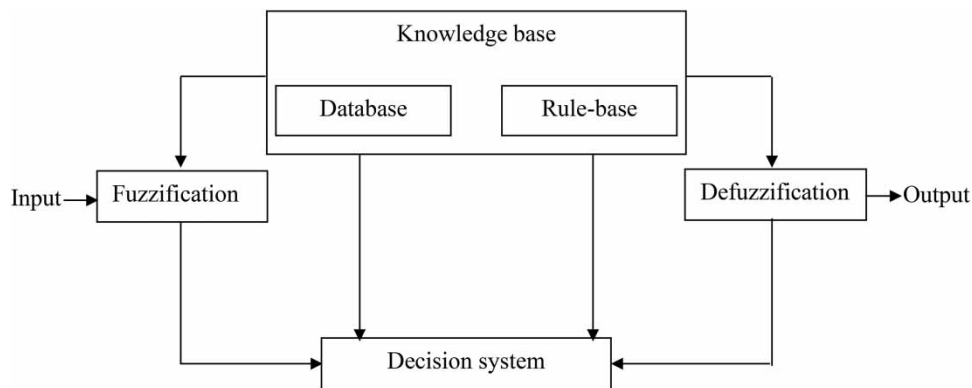 Knowledge base
Database
Rule-base
Input
Fuzzification
Defuzzification
Output
Decision system